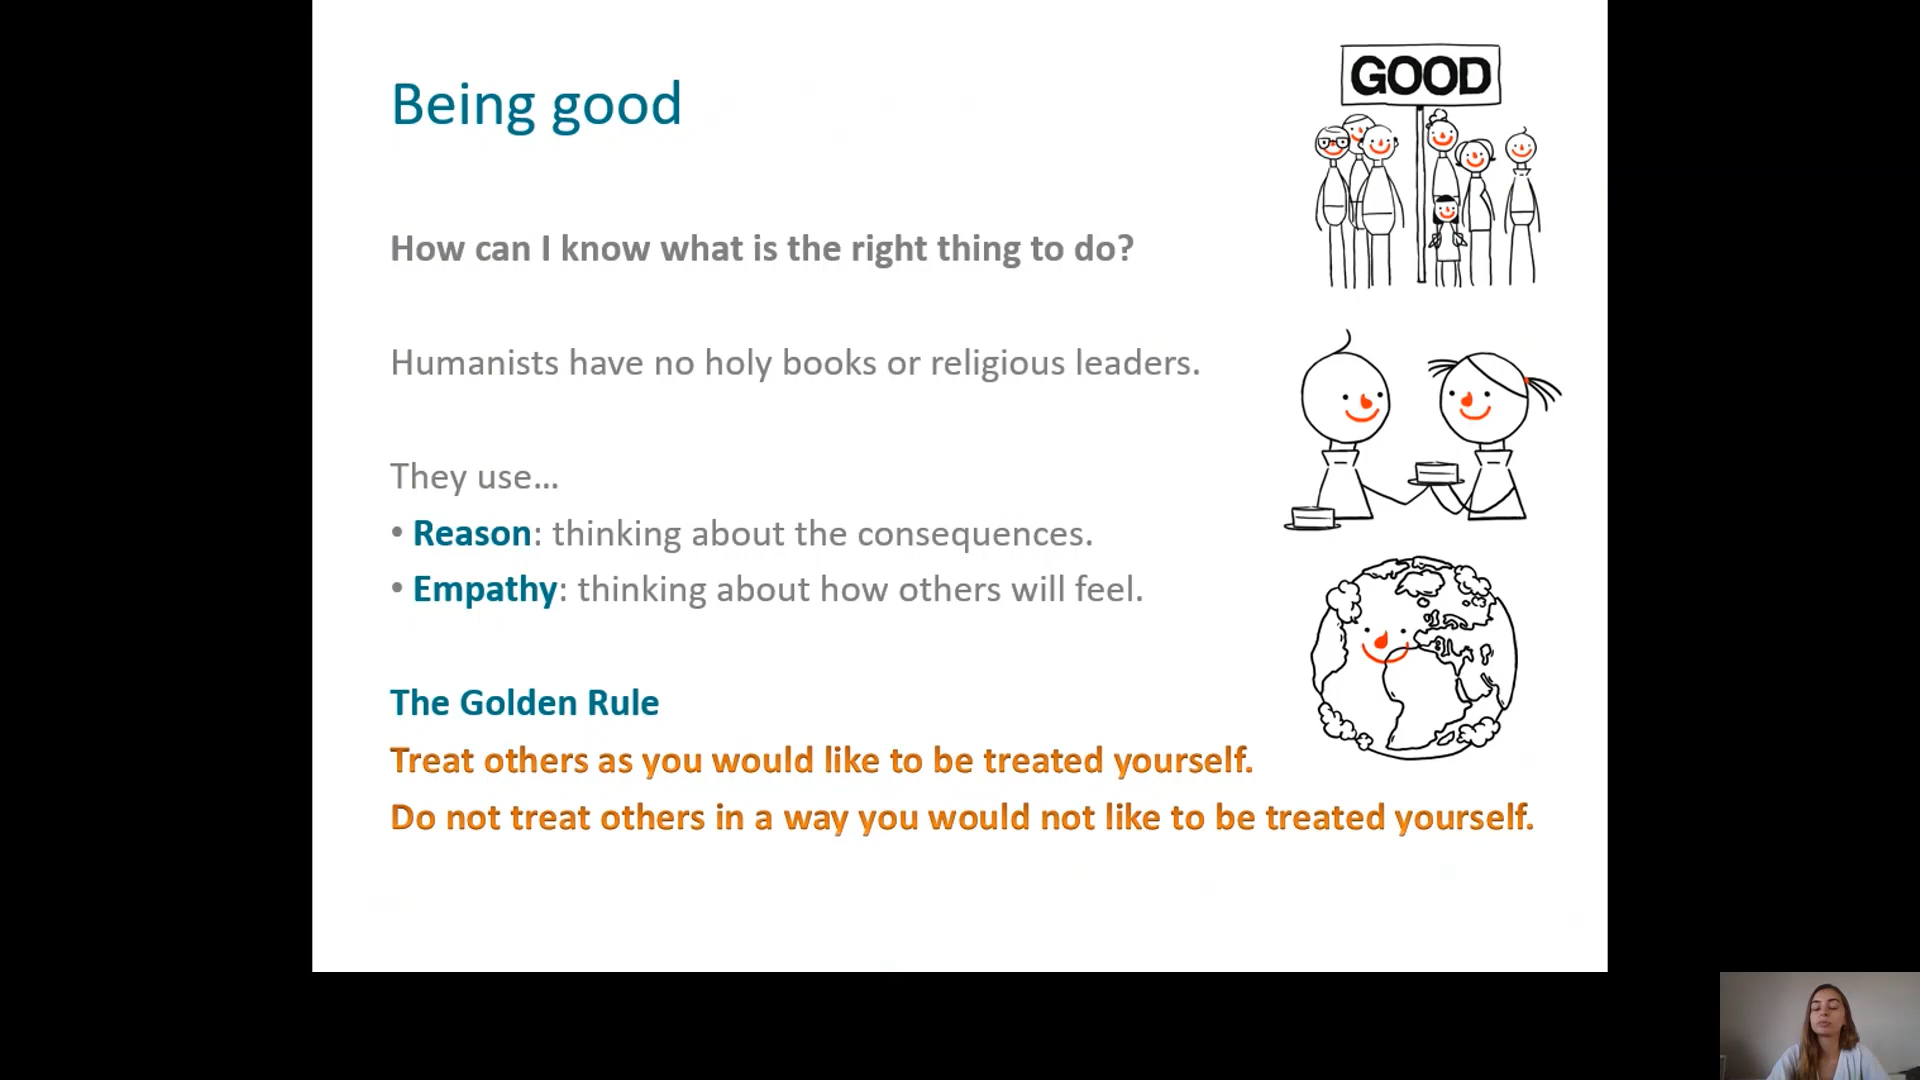 GOOD
Being good
How can I know what is the right thing to do?
Humanists have no holy books or religious leaders.
They use...
• Reason: thinking about the consequences.
• Empathy: thinking about how others will feel.
The Golden Rule
Treat others as you would like to be treated yourself.
Do not treat others in a way you would not like to be treated yourself.